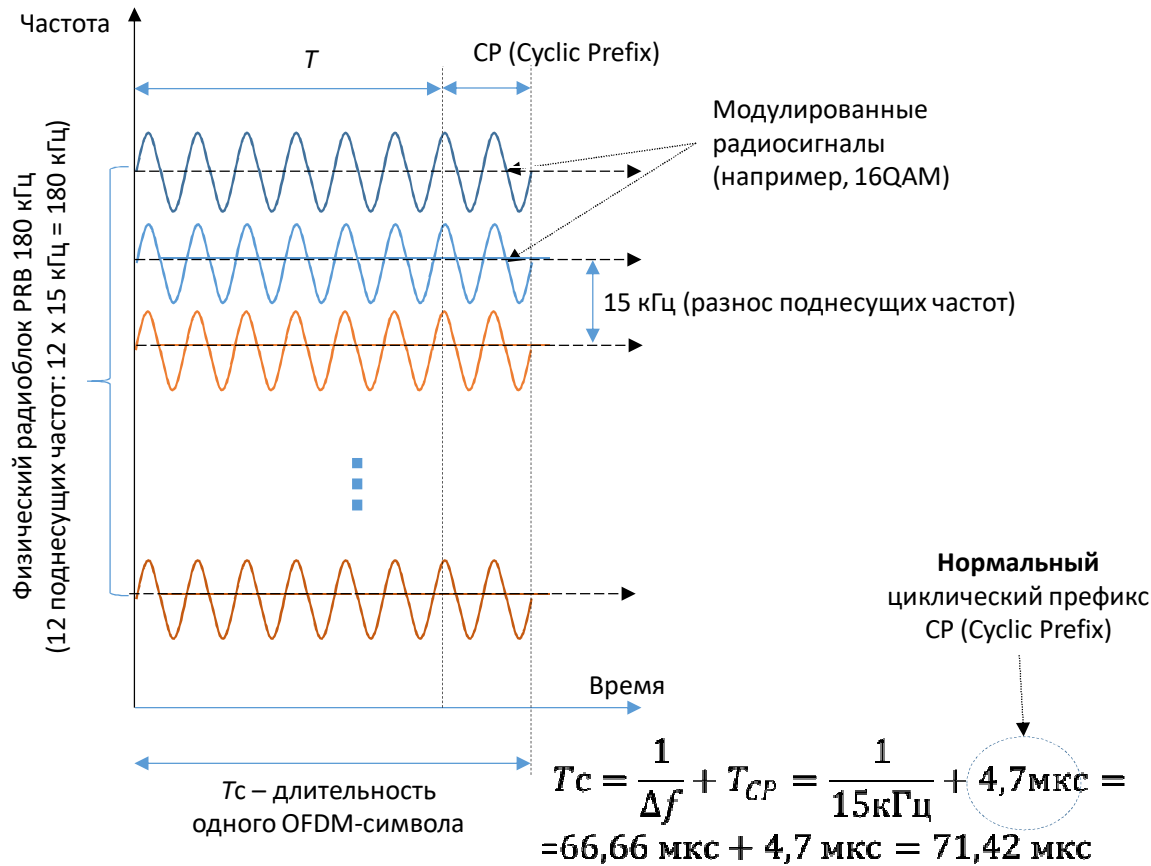 Частота
T
CP (Cyclic Prefix)
Модулированные
радиосигналы
(например, 16QAM)
Физический радиоблок PRB 180 кГц
(12 поднесущих частот: 12 x 15 кГц = 180 кГц)
15 кГц (разнос поднесущих частот)
Нормальный
циклический префикс
CP (Cyclic Prefix)
Время
Tс – длительность
одного OFDM-символа
Tс = 1/Δf + T_CP = 1/15кГц + 4,7мкс =
=66,66 мкс + 4,7 мкс = 71,42 мкс